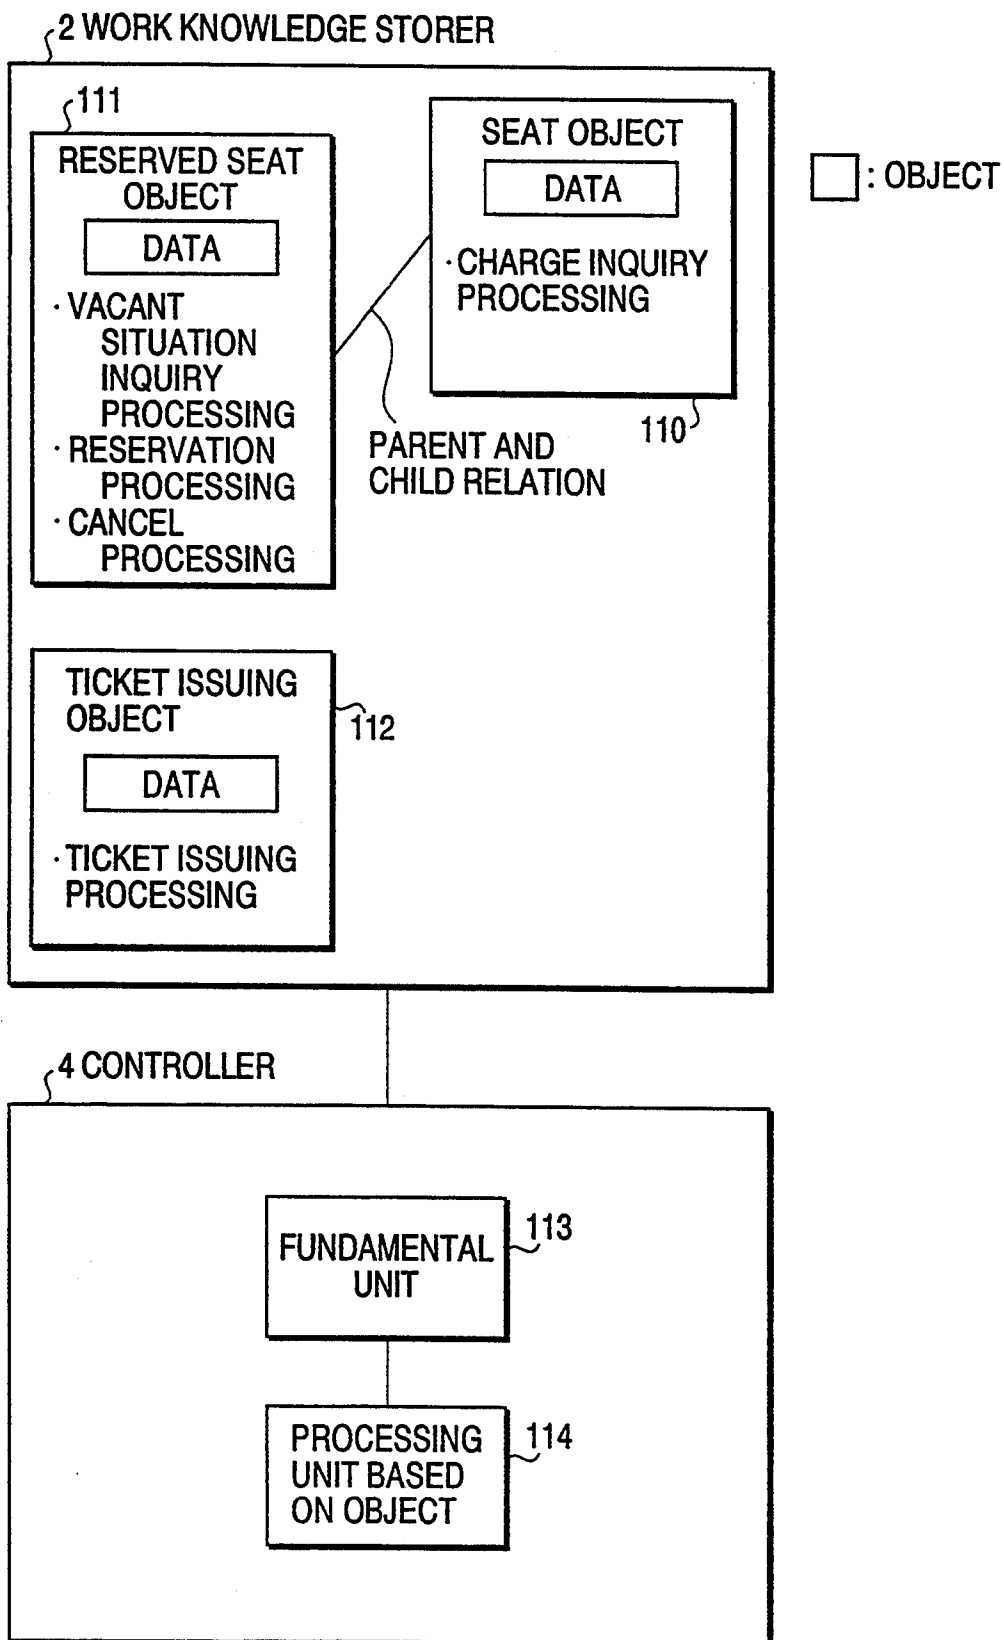 2 WORK KNOWLEDGE STORER
111
RESERVED SEAT
OBJECT
DATA
· VACANT
SITUATION
INQUIRY
PROCESSING
· RESERVATION
PROCESSING
· CANCEL
PROCESSING
SEAT OBJECT
DATA
· CHARGE INQUIRY
PROCESSING
110
PARENT AND
CHILD RELATION
: OBJECT
TICKET ISSUING
OBJECT
DATA
· TICKET ISSUING
PROCESSING
112
4 CONTROLLER
FUNDAMENTAL
UNIT
113
PROCESSING
UNIT BASED
ON OBJECT
114